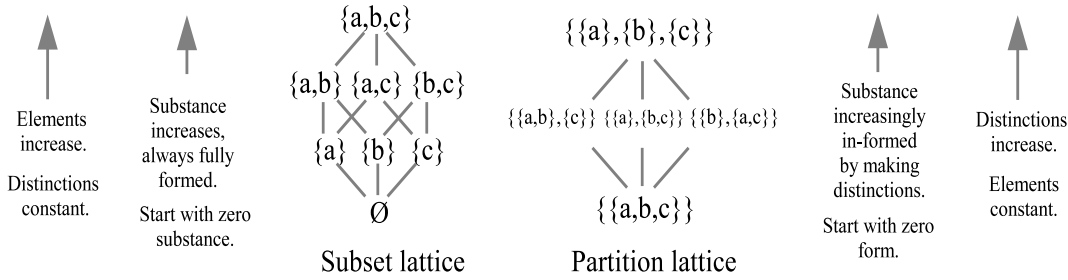 Elements
increase.
Distinctions
constant.
Substance
increases,
always fully
formed.
Start with zero
substance.
{a,b,c}
{a,b} {a,c} {b,c}
{a} {b} {c}
Ø
Subset lattice
{{a},{b},{c}}
{{a,b},{c}} {{a},{b,c}} {{b},{a,c}}
{{a,b,c}}
Partition lattice
Substance
increasingly
in-formed
by making
distinctions.
Start with zero
form.
Distinctions
increase.
Elements
constant.